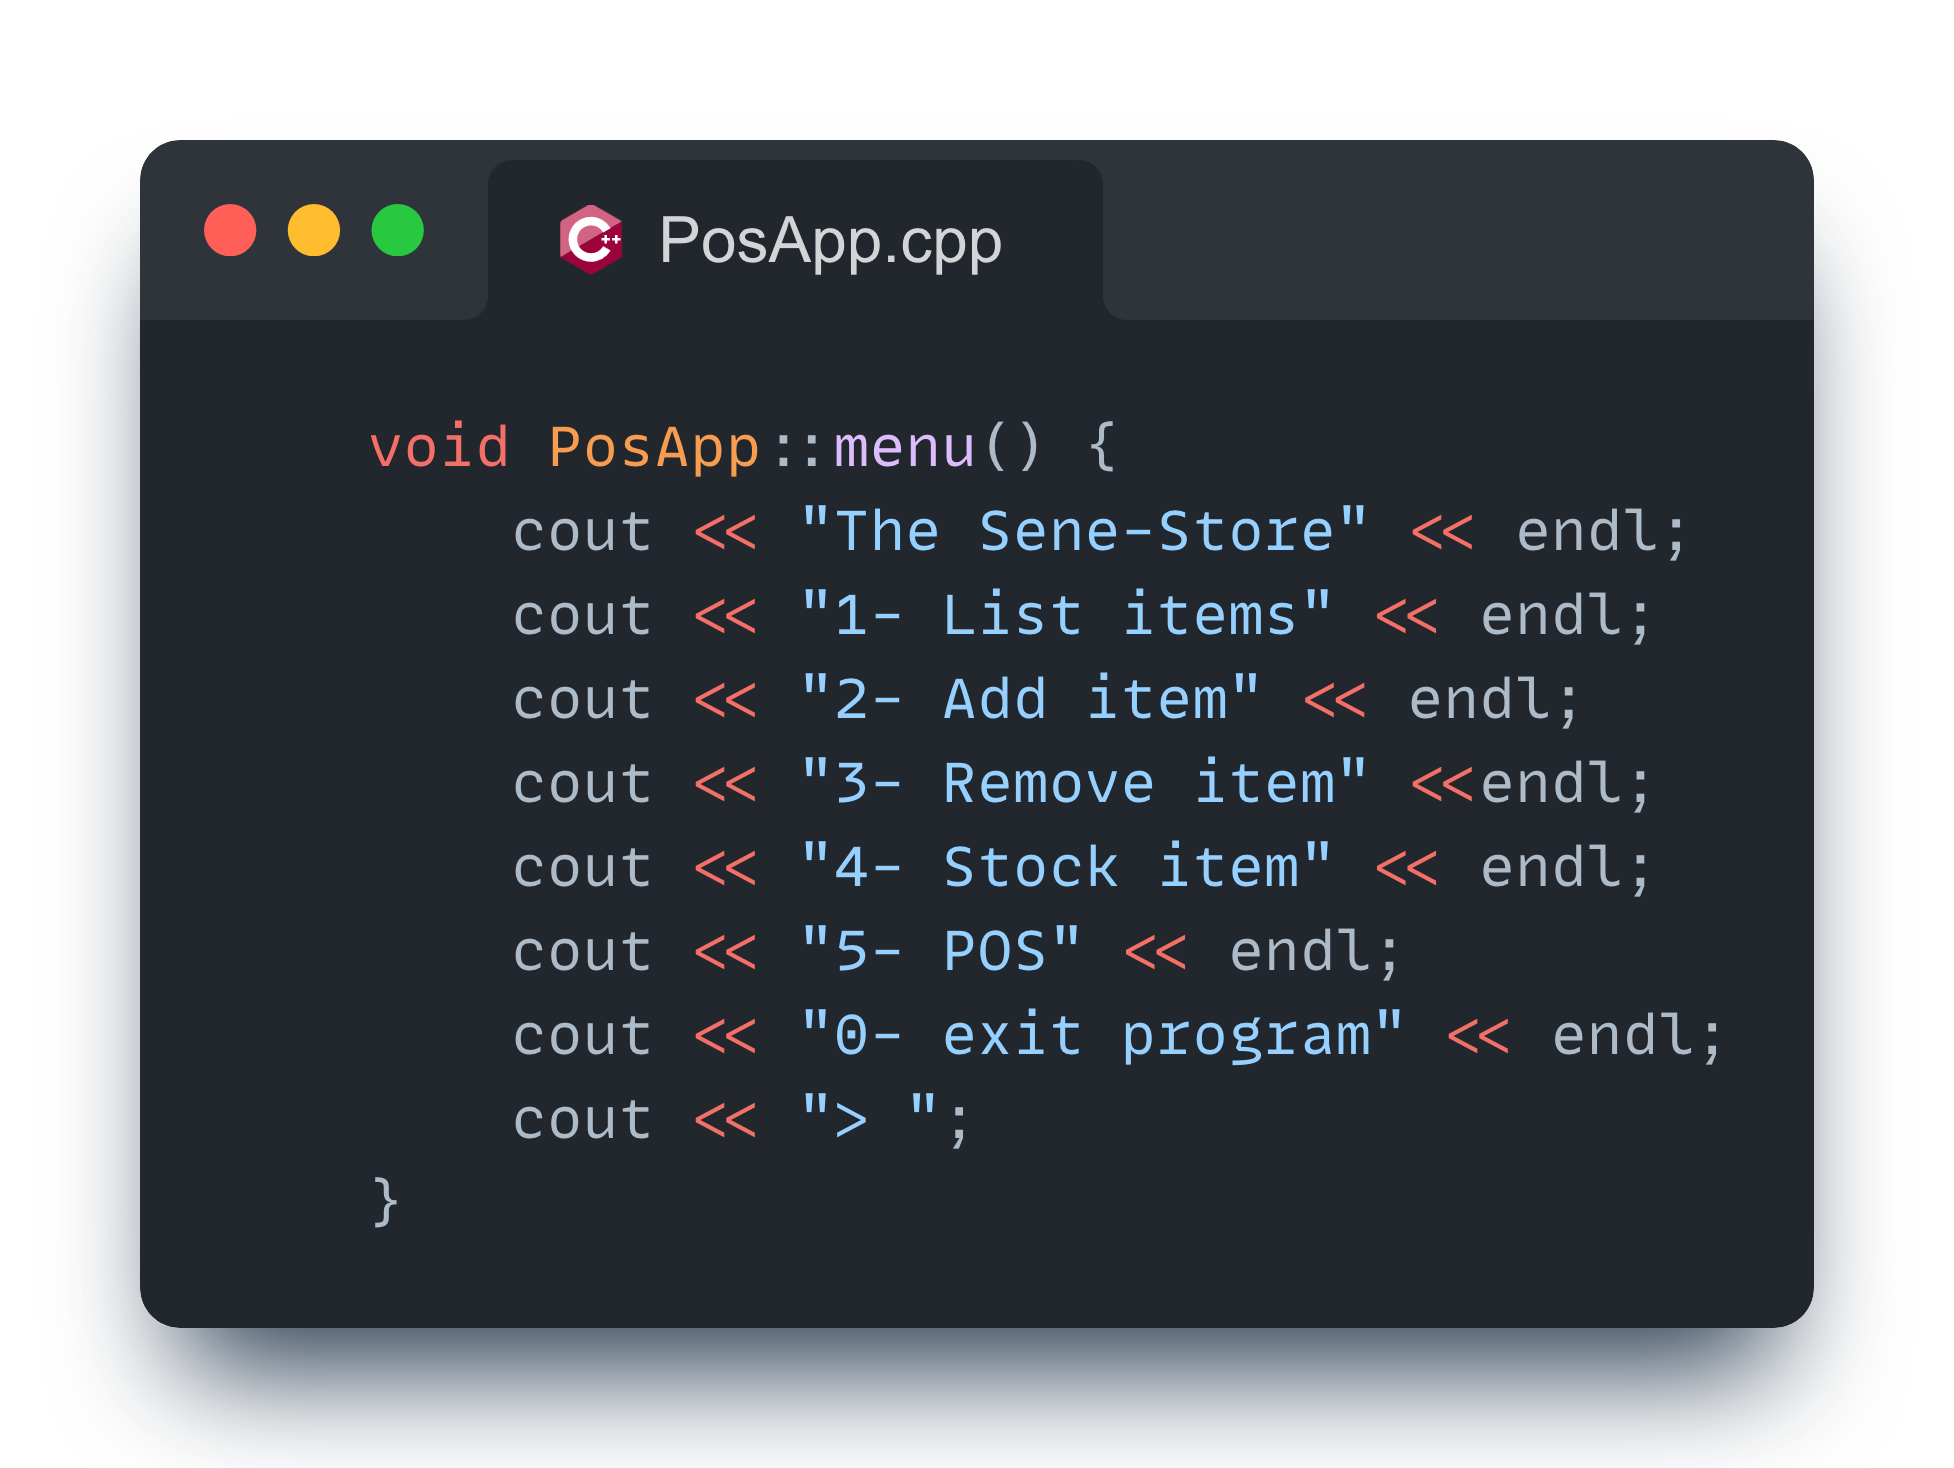 C++ PosApp.cpp
void PosApp::menu() {
    cout << "The Sene-Store" << endl;
    cout << "1- List items" << endl;
    cout << "2- Add item" << endl;
    cout << "3- Remove item" <<endl;
    cout << "4- Stock item" << endl;
    cout << "5- POS" << endl;
    cout << "0- exit program" << endl;
    cout << "> ";
}